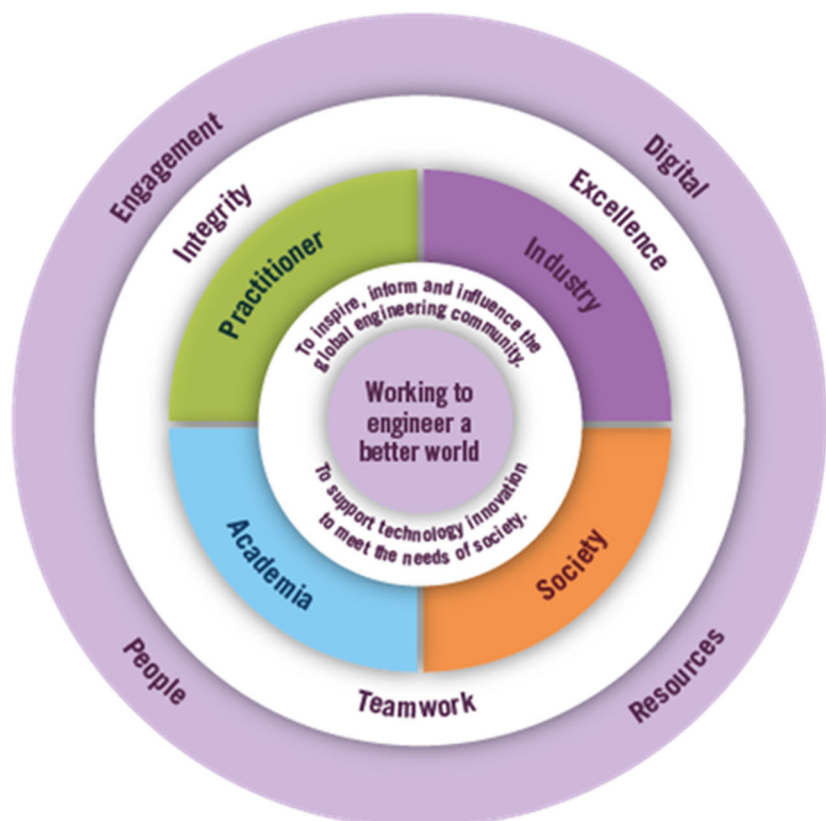 Engagement
Digital
Integrity
Excellence
Practitioner
Industry
To inspire, inform and influence the
global engineering community.
Working to
engineer a
better world
To support technology innovation
to meet the needs of society.
Academia
Society
People
Teamwork
Resources